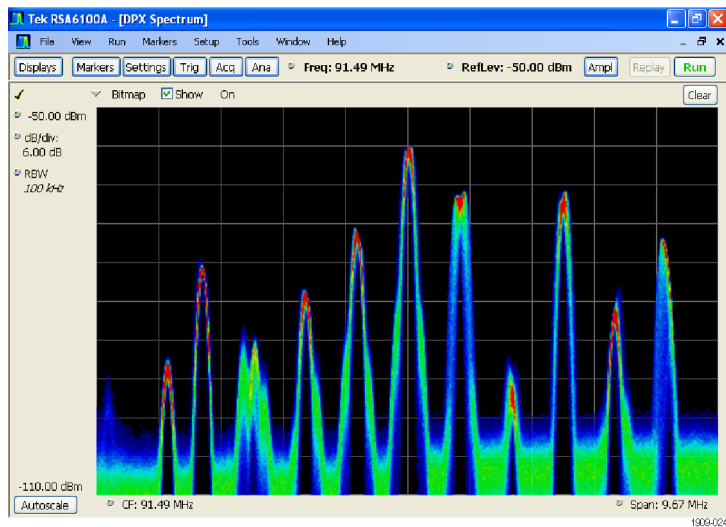 Tek RSA6100A - [DPX Spectrum]
File View Run Markers Setup Tools Window Help
Displays Markers Settings Trig Acq Ana Freq: 91.49 MHz RefLev: -50.00 dBm Ampl Replay Run
Bitmap Show On Clear
-50.00 dBm
dB/div:
6.00 dB
RBW
100 kHz
-110.00 dBm
Autoscale CF: 91.49 MHz Span: 9.67 MHz
1909-024